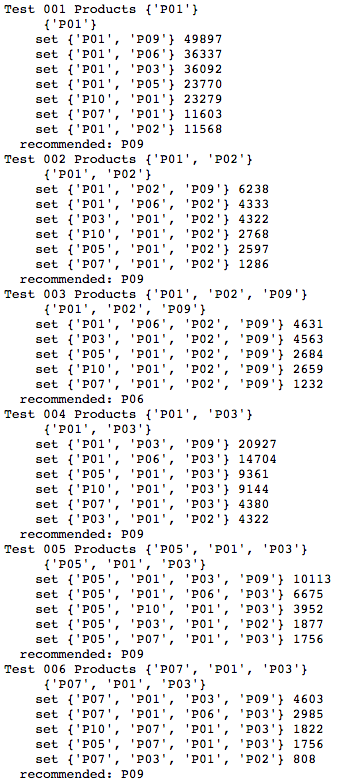 Test 001 Products {'P01'}
{'P01'}
set {'P01', 'P09'} 49897
set {'P01', 'P06'} 36337
set {'P01', 'P03'} 36092
set {'P01', 'P05'} 23770
set {'P10', 'P01'} 23279
set {'P07', 'P01'} 11603
set {'P01', 'P02'} 11568
recommended: P09
Test 002 Products {'P01', 'P02'}
{'P01', 'P02'}
set {'P01', 'P02', 'P09'} 6238
set {'P01', 'P06', 'P02'} 4333
set {'P03', 'P01', 'P02'} 4322
set {'P10', 'P01', 'P02'} 2768
set {'P05', 'P01', 'P02'} 2597
set {'P07', 'P01', 'P02'} 1286
recommended: P09
Test 003 Products {'P01', 'P02', 'P09'}
{'P01', 'P02', 'P09'}
set {'P01', 'P06', 'P02', 'P09'} 4631
set {'P03', 'P01', 'P02', 'P09'} 4563
set {'P05', 'P01', 'P02', 'P09'} 2684
set {'P10', 'P01', 'P02', 'P09'} 2659
set {'P07', 'P01', 'P02', 'P09'} 1232
recommended: P06
Test 004 Products {'P01', 'P03'}
{'P01', 'P03'}
set {'P01', 'P03', 'P09'} 20927
set {'P01', 'P06', 'P03'} 14704
set {'P05', 'P01', 'P03'} 9361
set {'P10', 'P01', 'P03'} 9144
set {'P07', 'P01', 'P03'} 4380
set {'P03', 'P01', 'P02'} 4322
recommended: P09
Test 005 Products {'P05', 'P01', 'P03'}
{'P05', 'P01', 'P03'}
set {'P05', 'P01', 'P03', 'P09'} 10113
set {'P05', 'P01', 'P06', 'P03'} 6675
set {'P05', 'P10', 'P01', 'P03'} 3952
set {'P05', 'P03', 'P01', 'P02'} 1877
set {'P05', 'P07', 'P01', 'P03'} 1756
recommended: P09
Test 006 Products {'P07', 'P01', 'P03'}
{'P07', 'P01', 'P03'}
set {'P07', 'P01', 'P03', 'P09'} 4603
set {'P07', 'P01', 'P06', 'P03'} 2985
set {'P10', 'P07', 'P01', 'P03'} 1822
set {'P05', 'P07', 'P01', 'P03'} 1756
set {'P07', 'P03', 'P01', 'P02'} 808
recommended: P09